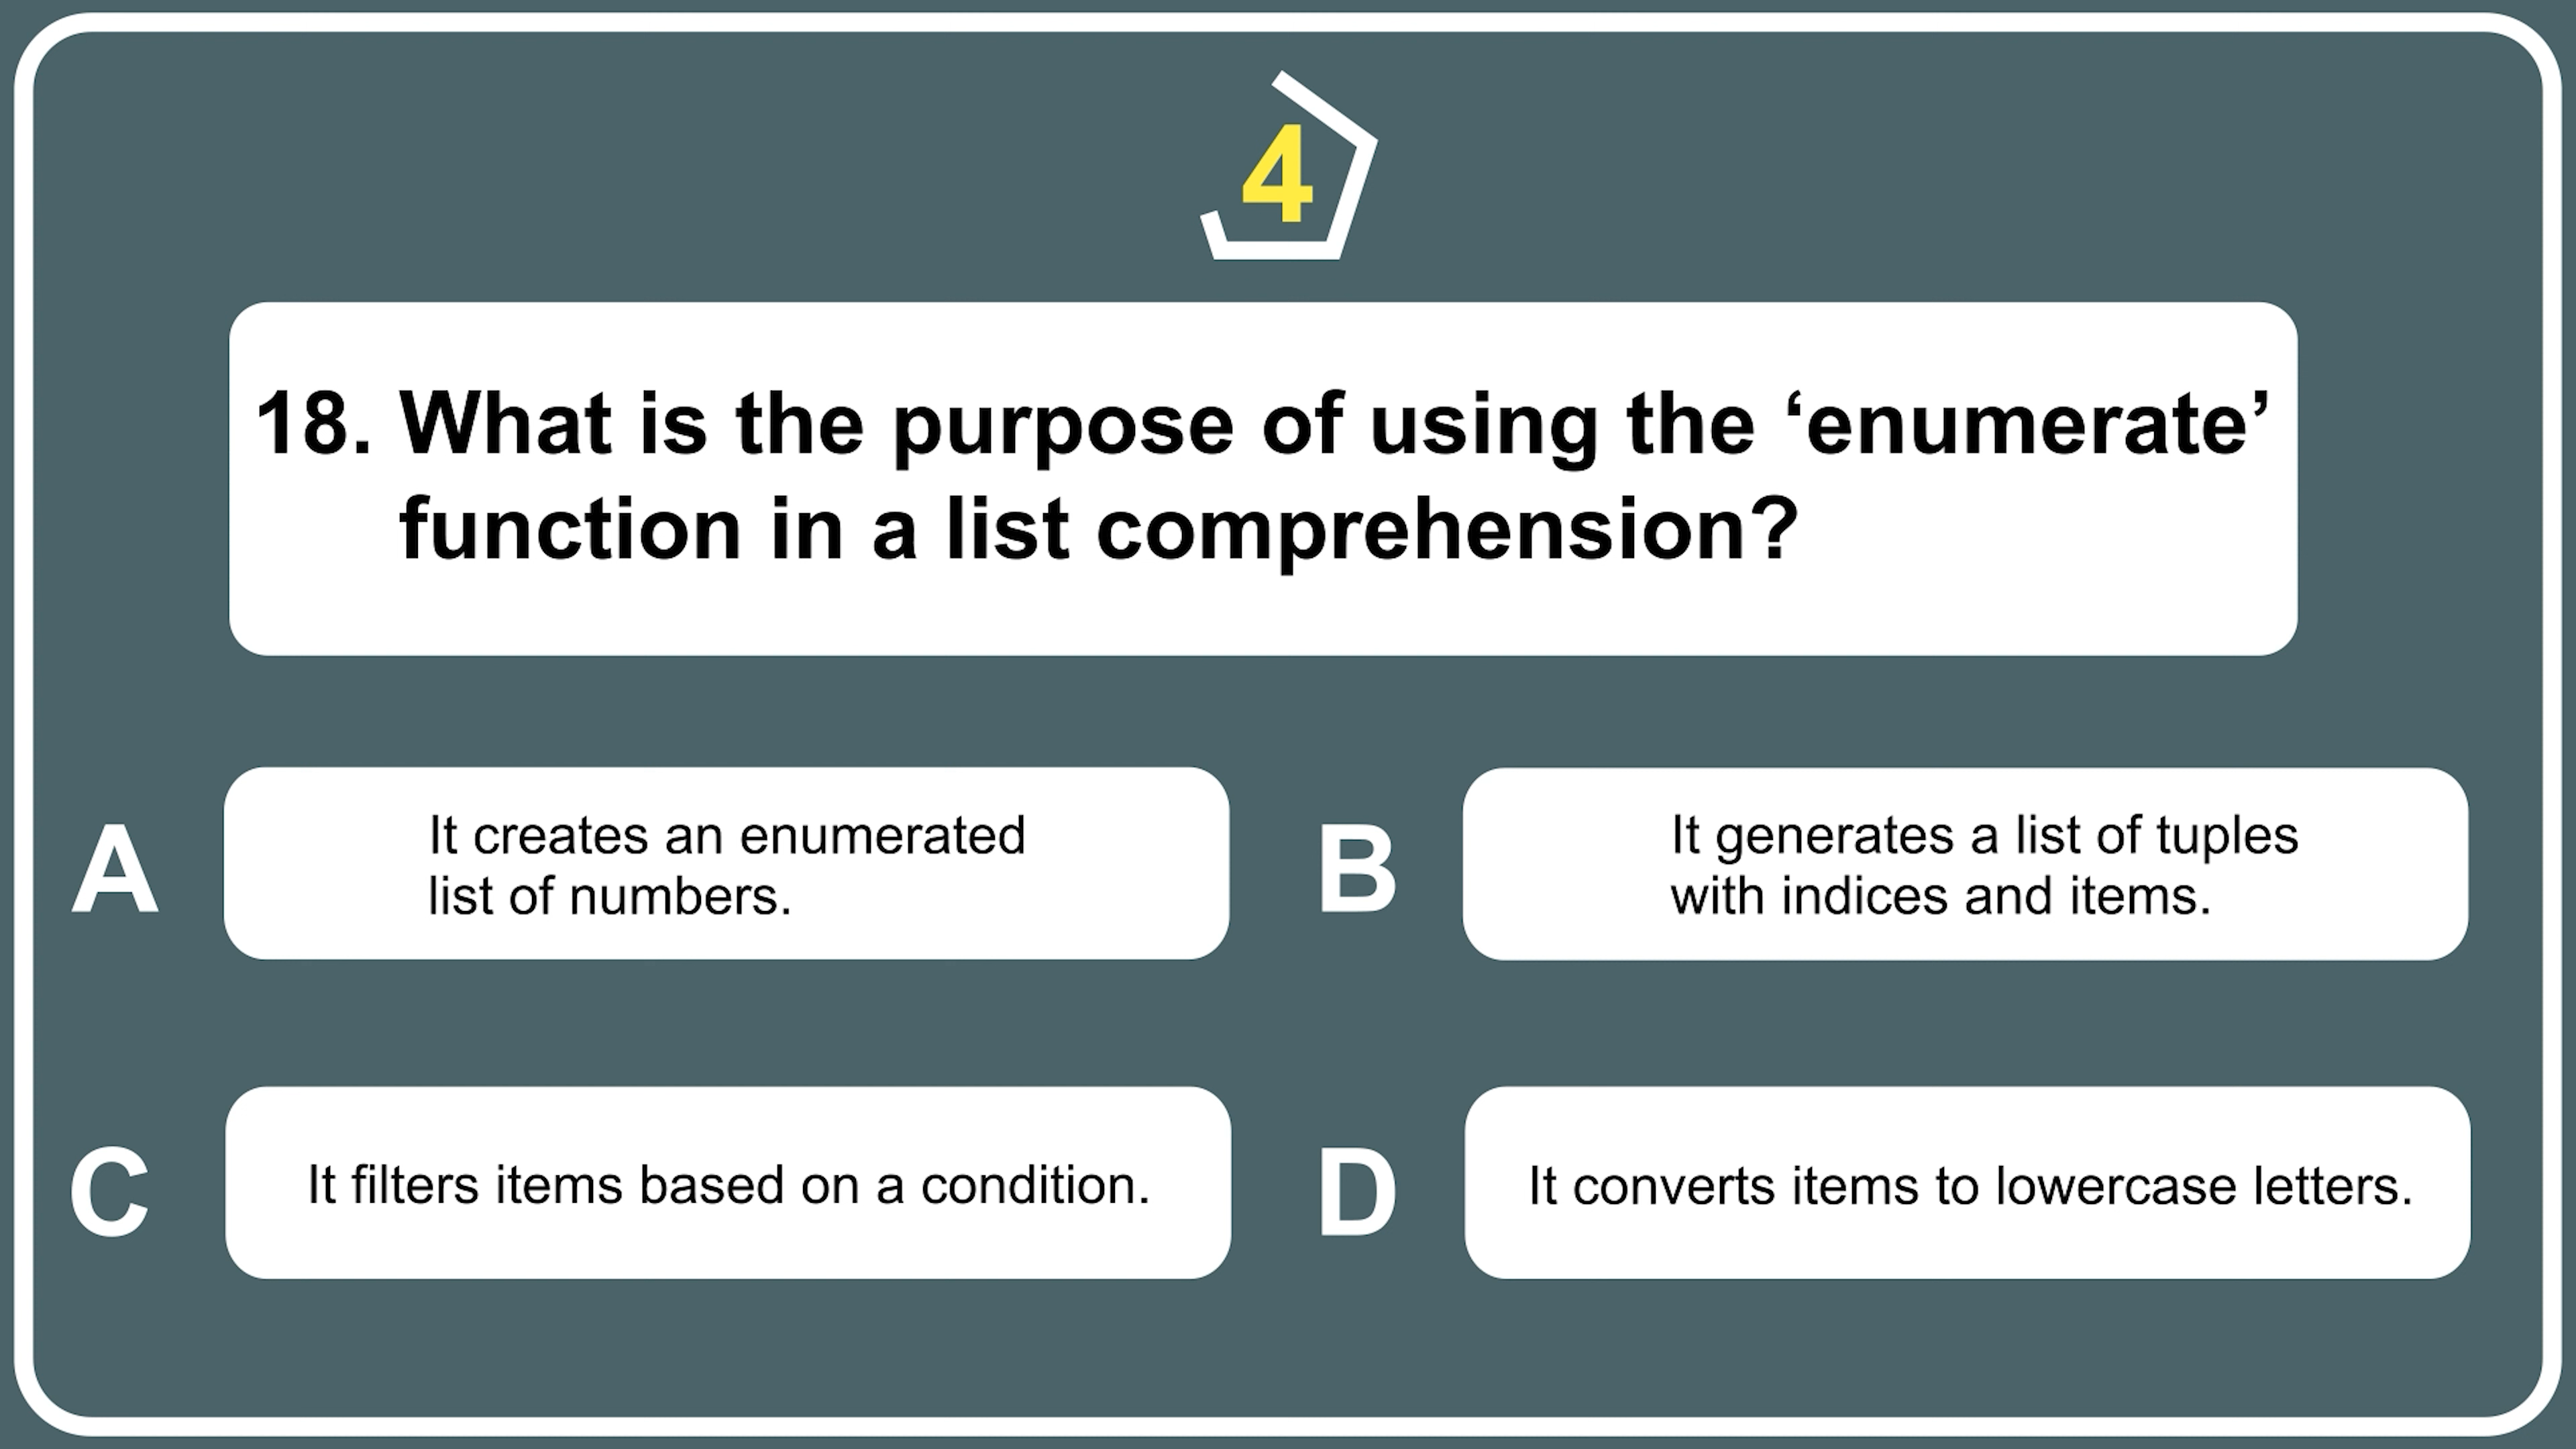 4
18. What is the purpose of using the ‘enumerate’
function in a list comprehension?
A
It creates an enumerated
list of numbers.
B
It generates a list of tuples
with indices and items.
C
It filters items based on a condition.
D
It converts items to lowercase letters.